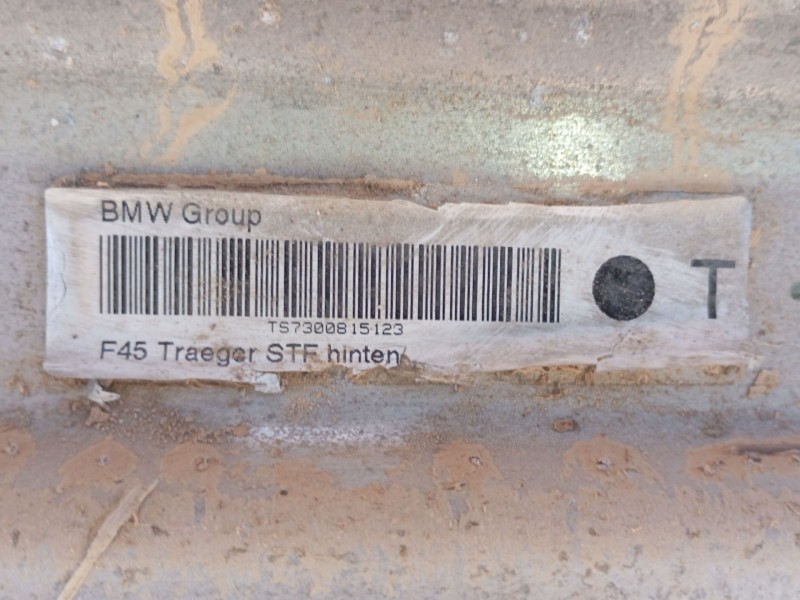 BMW Group
T
TS7300815123
F45 Traeger STF hinten